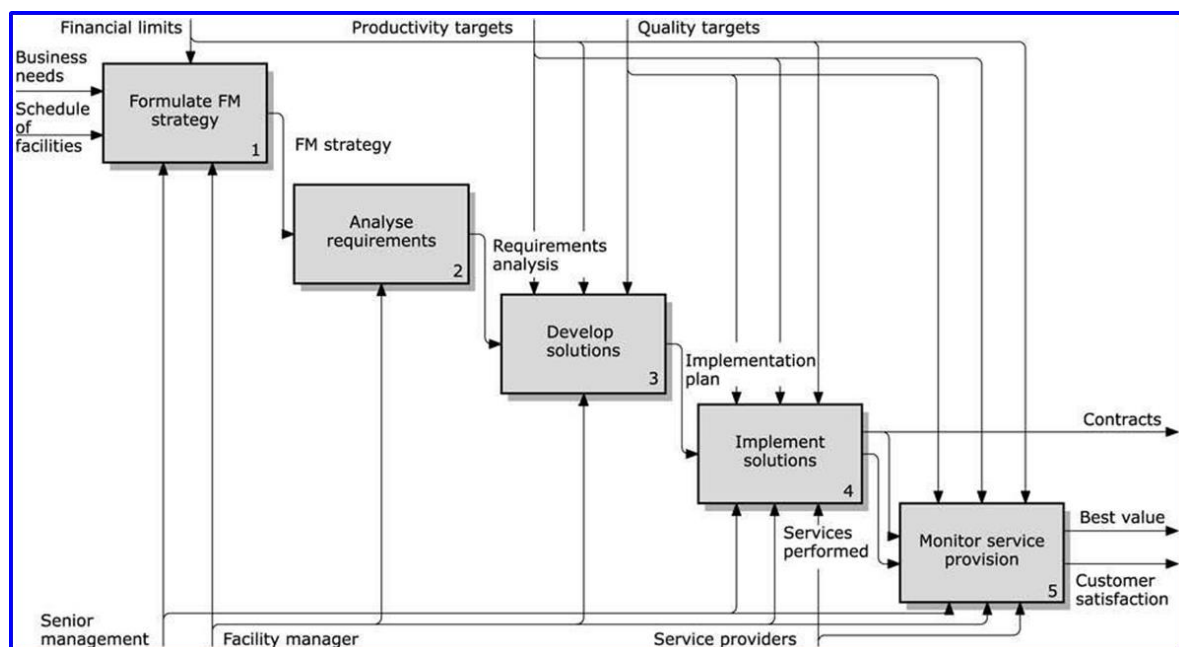 Financial limits
Productivity targets
Quality targets
Business
needs
Schedule
of
facilities
Formulate FM
strategy
1
FM strategy
Analyse
requirements
2
Requirements
analysis
Develop
solutions
3
Implementation
plan
Implement
solutions
4
Contracts
Services
performed
Monitor service
provision
5
Best value
Customer
satisfaction
Senior
management
Facility manager
Service providers